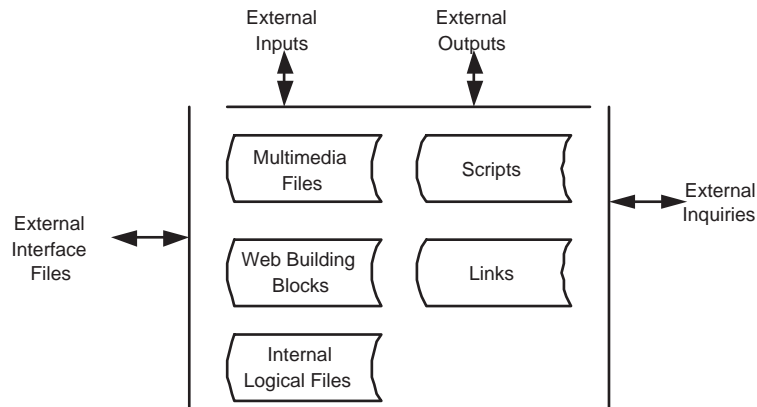 External
Inputs
External
Outputs
Multimedia
Files
Scripts
External
Inquiries
External
Interface
Files
Web Building
Blocks
Links
Internal
Logical Files